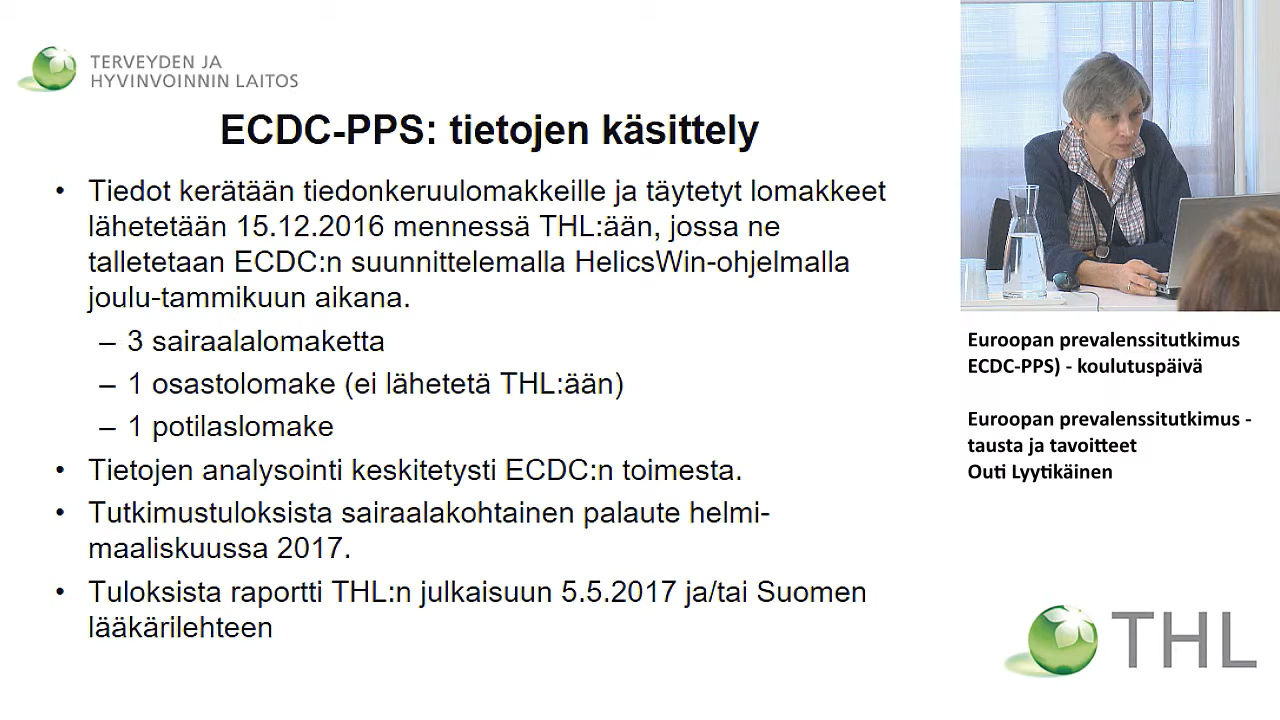 TERVEYDEN JA
HYVINVOINNIN LAITOS
ECDC-PPS: tietojen käsittely
• Tiedot kerätään tiedonkeruulomakkeille ja täytetyt lomakkeet
lähetetään 15.12.2016 mennessä THL:ään, jossa ne
talletetaan ECDC:n suunnittelemalla HelicsWin-ohjelmalla
joulu-tammikuun aikana.
– 3 sairaalalomaketta
– 1 osastolomake (ei lähetetä THL:ään)
– 1 potilaslomake
• Tietojen analysointi keskitetysti ECDC:n toimesta.
• Tutkimustuloksista sairaalakohtainen palaute helmi-
maaliskuussa 2017.
• Tuloksista raportti THL:n julkaisuun 5.5.2017 ja/tai Suomen
lääkärilehteen
Euroopan prevalenssitutkimus
ECDC-PPS) - koulutuspäivä
Euroopan prevalenssitutkimus -
tausta ja tavoitteet
Outi Lyytikäinen
THL